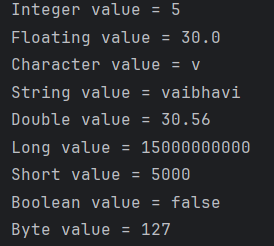 Integer value = 5
Floating value = 30.0
Character value = v
String value = vaibhavi
Double value = 30.56
Long value = 15000000000
Short value = 5000
Boolean value = false
Byte value = 127